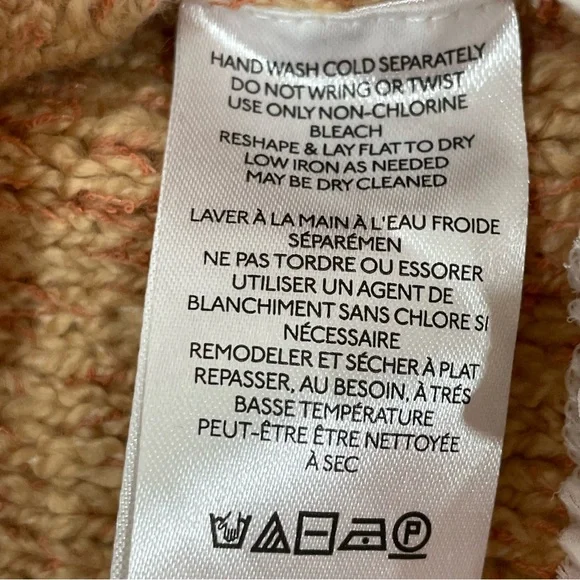 HAND WASH COLD SEPARATELY
DO NOT WRING OR TWIST
USE ONLY NON-CHLORINE
BLEACH
RESHAPE & LAY FLAT TO DRY
LOW IRON AS NEEDED
MAY BE DRY CLEANED
LAVER À LA MAIN À L'EAU FROIDE
SÉPARÉMEN
NE PAS TORDRE OU ESSORER
UTILISER UN AGENT DE
BLANCHIMENT SANS CHLORE SI
NÉCESSAIRE
REMODELER ET SÉCHER À PLAT
REPASSER, AU BESOIN, À TRÉS
BASSE TEMPÉRATURE
PEUT-ÊTRE ÊTRE NETTOYÉE
À SEC
P